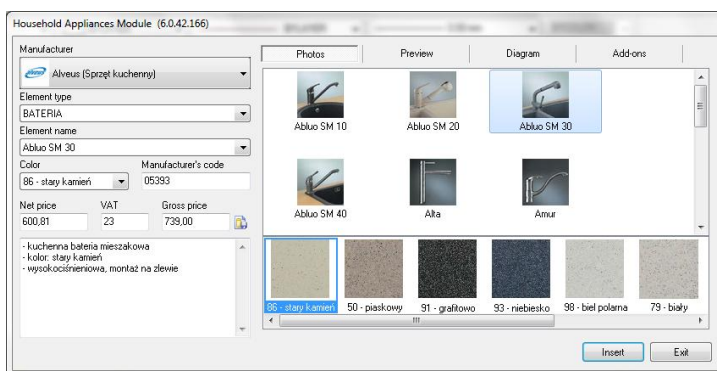 Household Appliances Module (6.0.42.166)
Manufacturer
alveus Alveus (Sprzęt kuchenny)
Element type
BATERIA
Element name
Abluo SM 30
Color Manufacturer's code
86 - stary kamień 05393
Net price VAT Gross price
600,81 23 739,00
- kuchenna bateria mieszakowa
- kolor: stary kamień
- wysokociśnieniowa, montaż na zlewie
Photos Preview Diagram Add-ons
Abluo SM 10 Abluo SM 20 Abluo SM 30
Abluo SM 40 Alta Amur
86 - stary kamień 50 - piaskowy 91 - grafitowo 93 - niebiesko 98 - biel polarna 79 - biały
Insert Exit